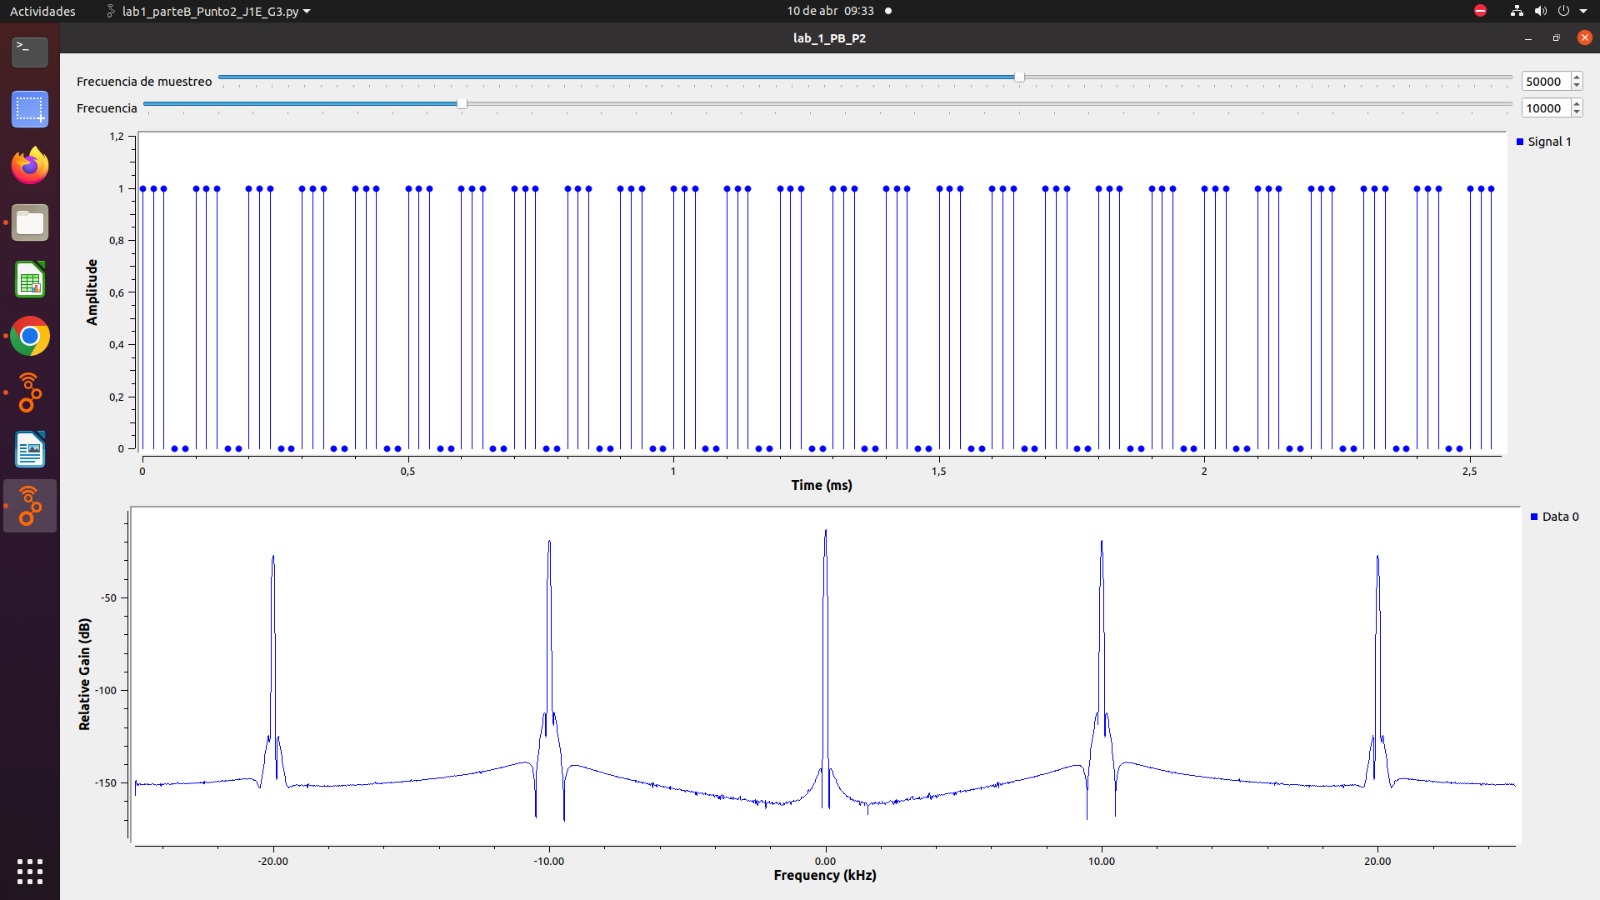 Actividades lab1_parteB_Punto2_J1E_G3.py 10 de abr 09:33
lab_1_PB_P2
>_
Frecuencia de muestreo 50000
Frecuencia 10000
Signal 1
1,2
1
0,8
0,6
0,4
0,2
0
Amplitude
0 0,5 1 1,5 2 2,5
Time (ms)
Data 0
-50
-100
-150
Relative Gain (dB)
-20.00 -10.00 0.00 10.00 20.00
Frequency (kHz)